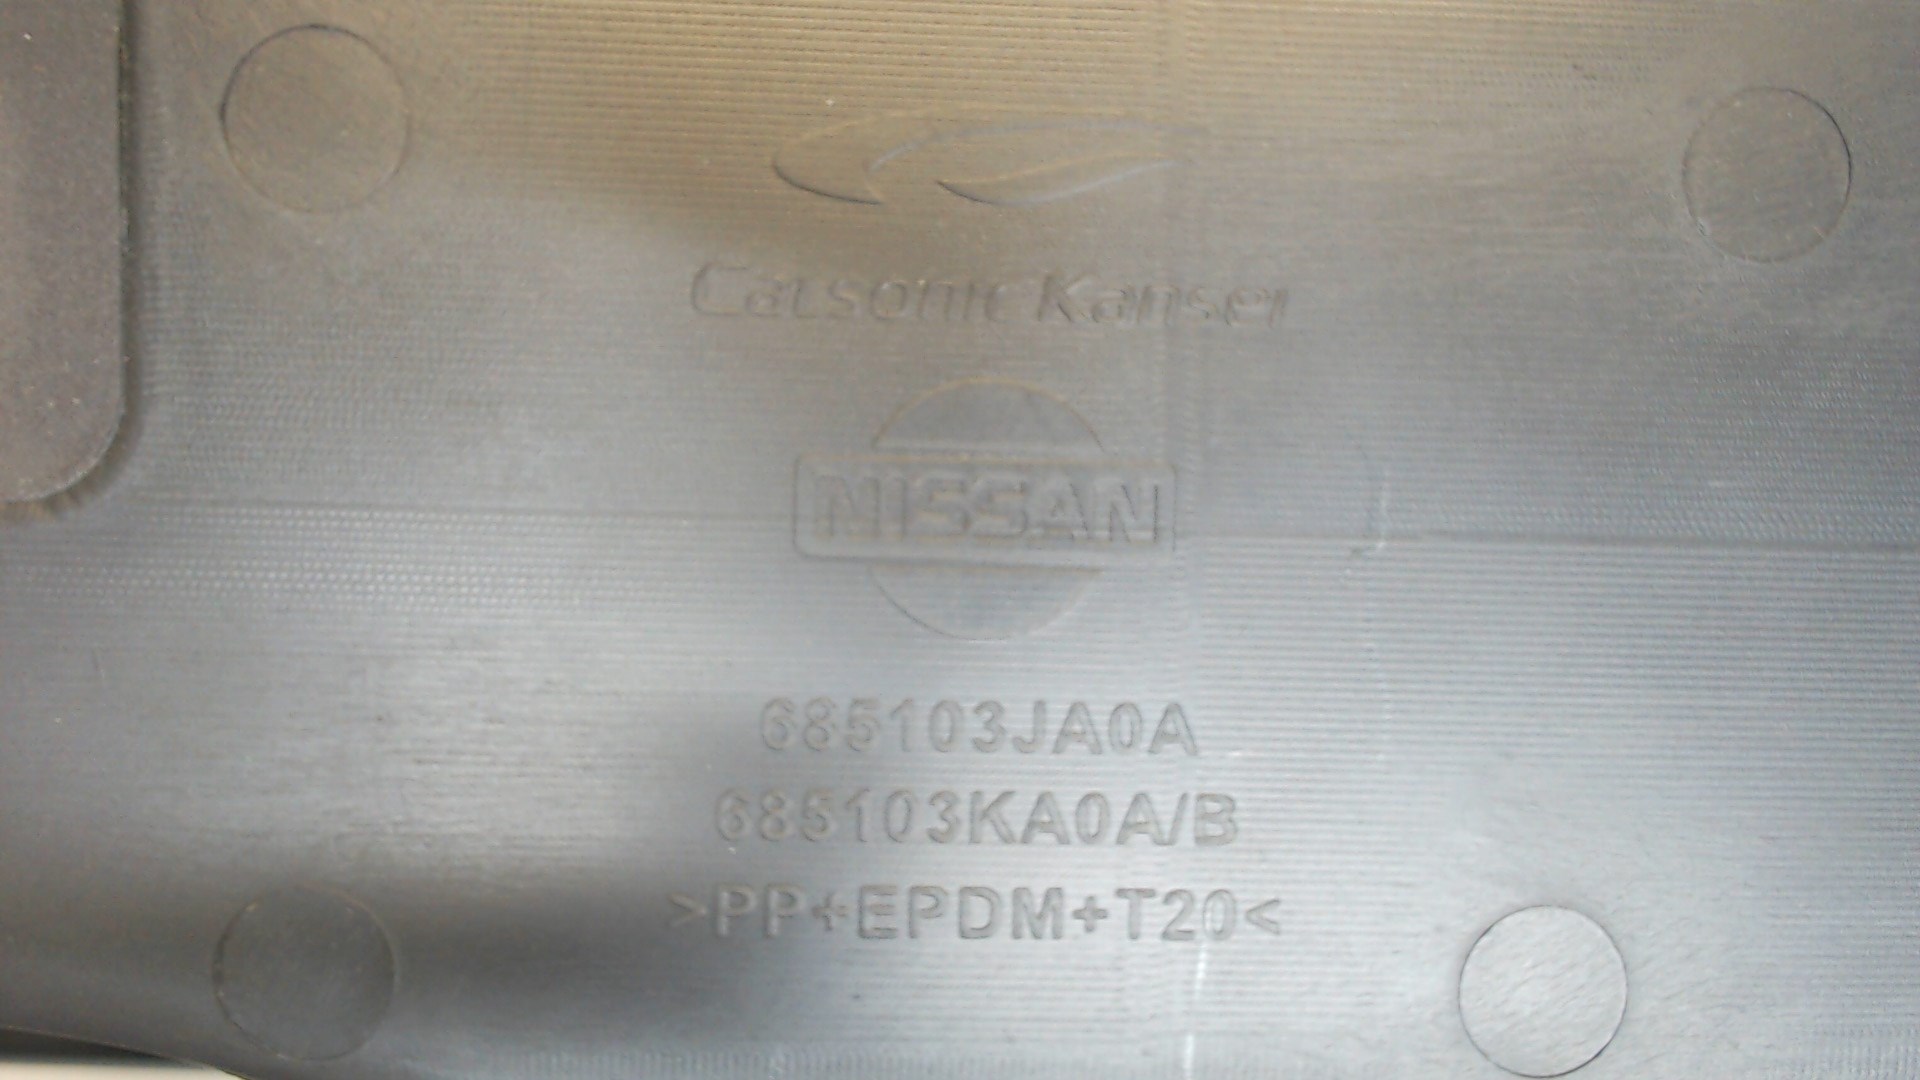 Calsonic Kansei
NISSAN
685103JA0A
685103KA0A/B
>PP+EPDM+T20<